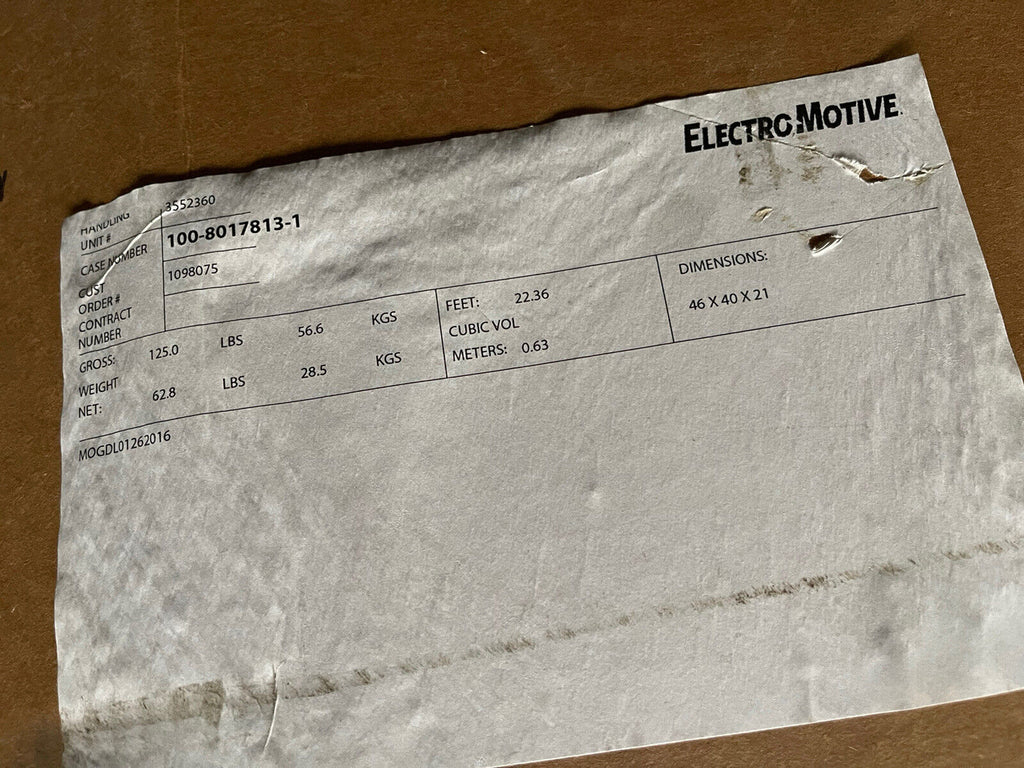 ELECTRO-MOTIVE
HANDLING UNIT # 3552360
CASE NUMBER 100-8017813-1
CUST ORDER # 1098075
CONTRACT NUMBER
GROSS: 125.0 LBS 56.6 KGS
WEIGHT
NET: 62.8 LBS 28.5 KGS
FEET: 22.36
CUBIC VOL
METERS: 0.63
DIMENSIONS:
46 X 40 X 21
MOGDL01262016